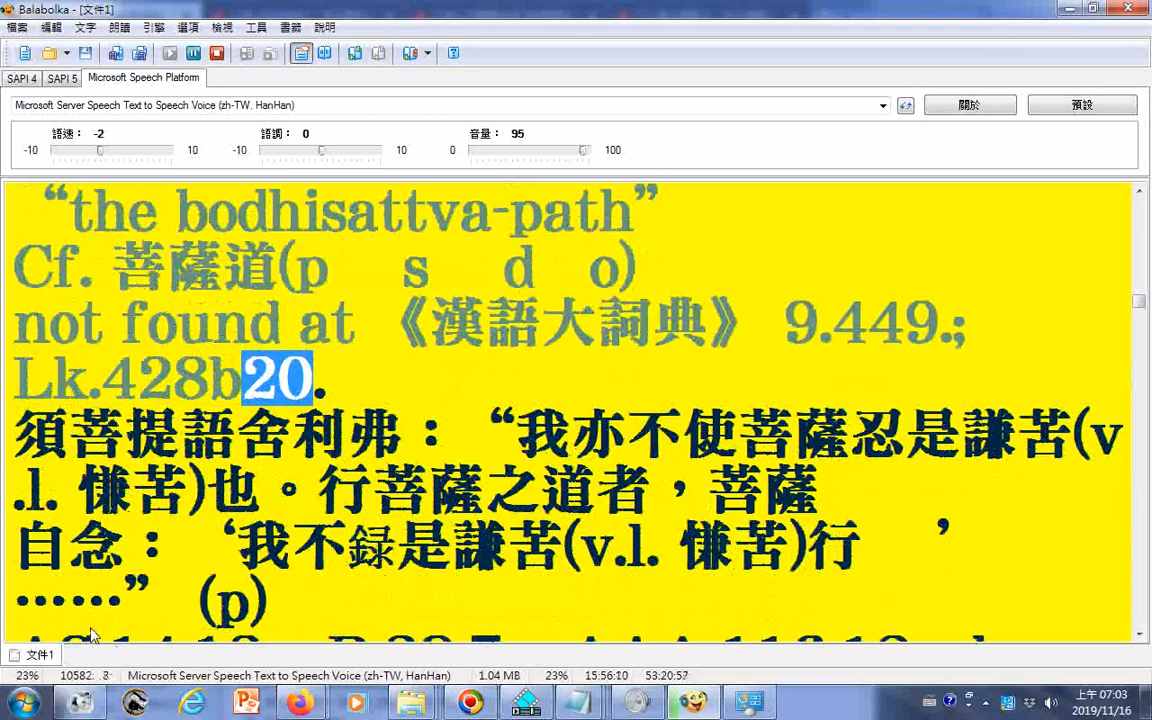 Balabolka - [文件1]
檔案 編輯 文字 朗讀 引擎 選項 檢視 工具 書籤 說明
SAPI 4 SAPI 5 Microsoft Speech Platform
Microsoft Server Speech Text to Speech Voice (zh-TW, HanHan) 關於 預設
語速: -2 語調: 0 音量: 95
-10 10 -10 10 0 100
“the bodhisattva-path”
Cf. 菩薩道(p s d o)
not found at 《漢語大詞典》 9.449.;
Lk.428b20.
須菩提語舍利弗：“我亦不使菩薩忍是謙苦(v
.l. 慊苦)也。行菩薩之道者，菩薩
自念：‘我不録是謙苦(v.l. 慊苦)行 ’
……” (p)
文件1
23% Microsoft Server Speech Text to Speech Voice (zh-TW, HanHan) 1.04 MB 23% 15:56:10 53:20:57
上午 07:03
2019/11/16